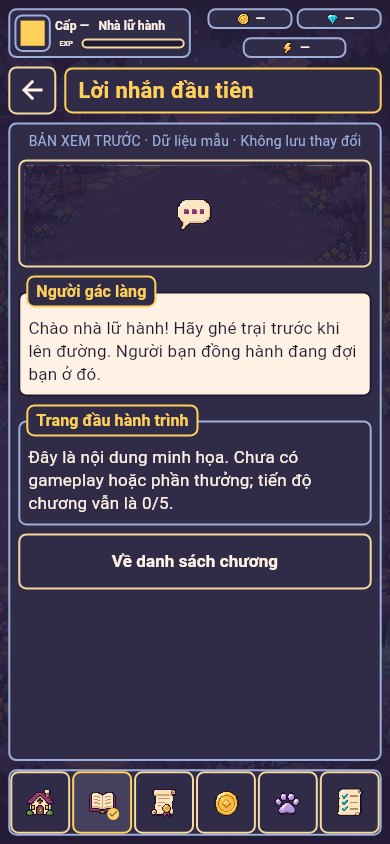 Cấp — Nhà lữ hành
EXP
—
—
—
Lời nhắn đầu tiên
BẢN XEM TRƯỚC · Dữ liệu mẫu · Không lưu thay đổi
Người gác làng
Chào nhà lữ hành! Hãy ghé trại trước khi
lên đường. Người bạn đồng hành đang đợi
bạn ở đó.
Trang đầu hành trình
Đây là nội dung minh họa. Chưa có
gameplay hoặc phần thưởng; tiến độ
chương vẫn là 0/5.
Về danh sách chương